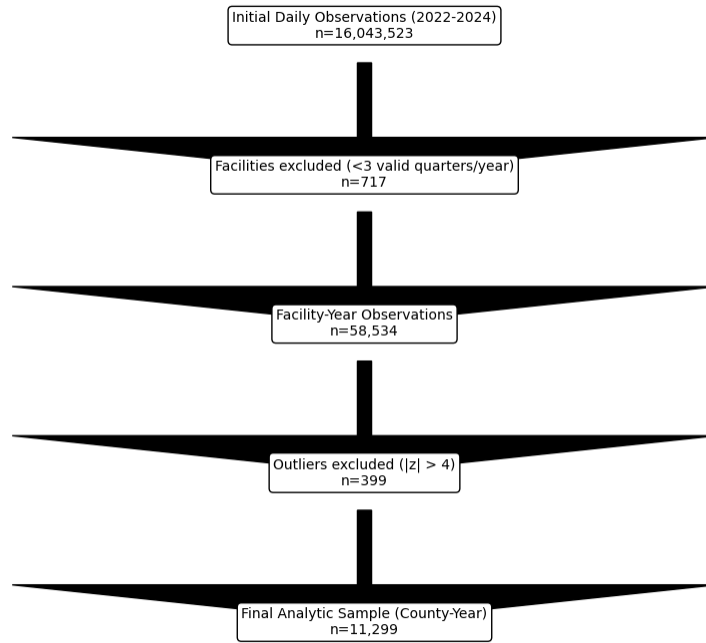 Initial Daily Observations (2022-2024)
n=16,043,523
Facilities excluded (<3 valid quarters/year)
n=717
Facility-Year Observations
n=58,534
Outliers excluded (|z| > 4)
n=399
Final Analytic Sample (County-Year)
n=11,299